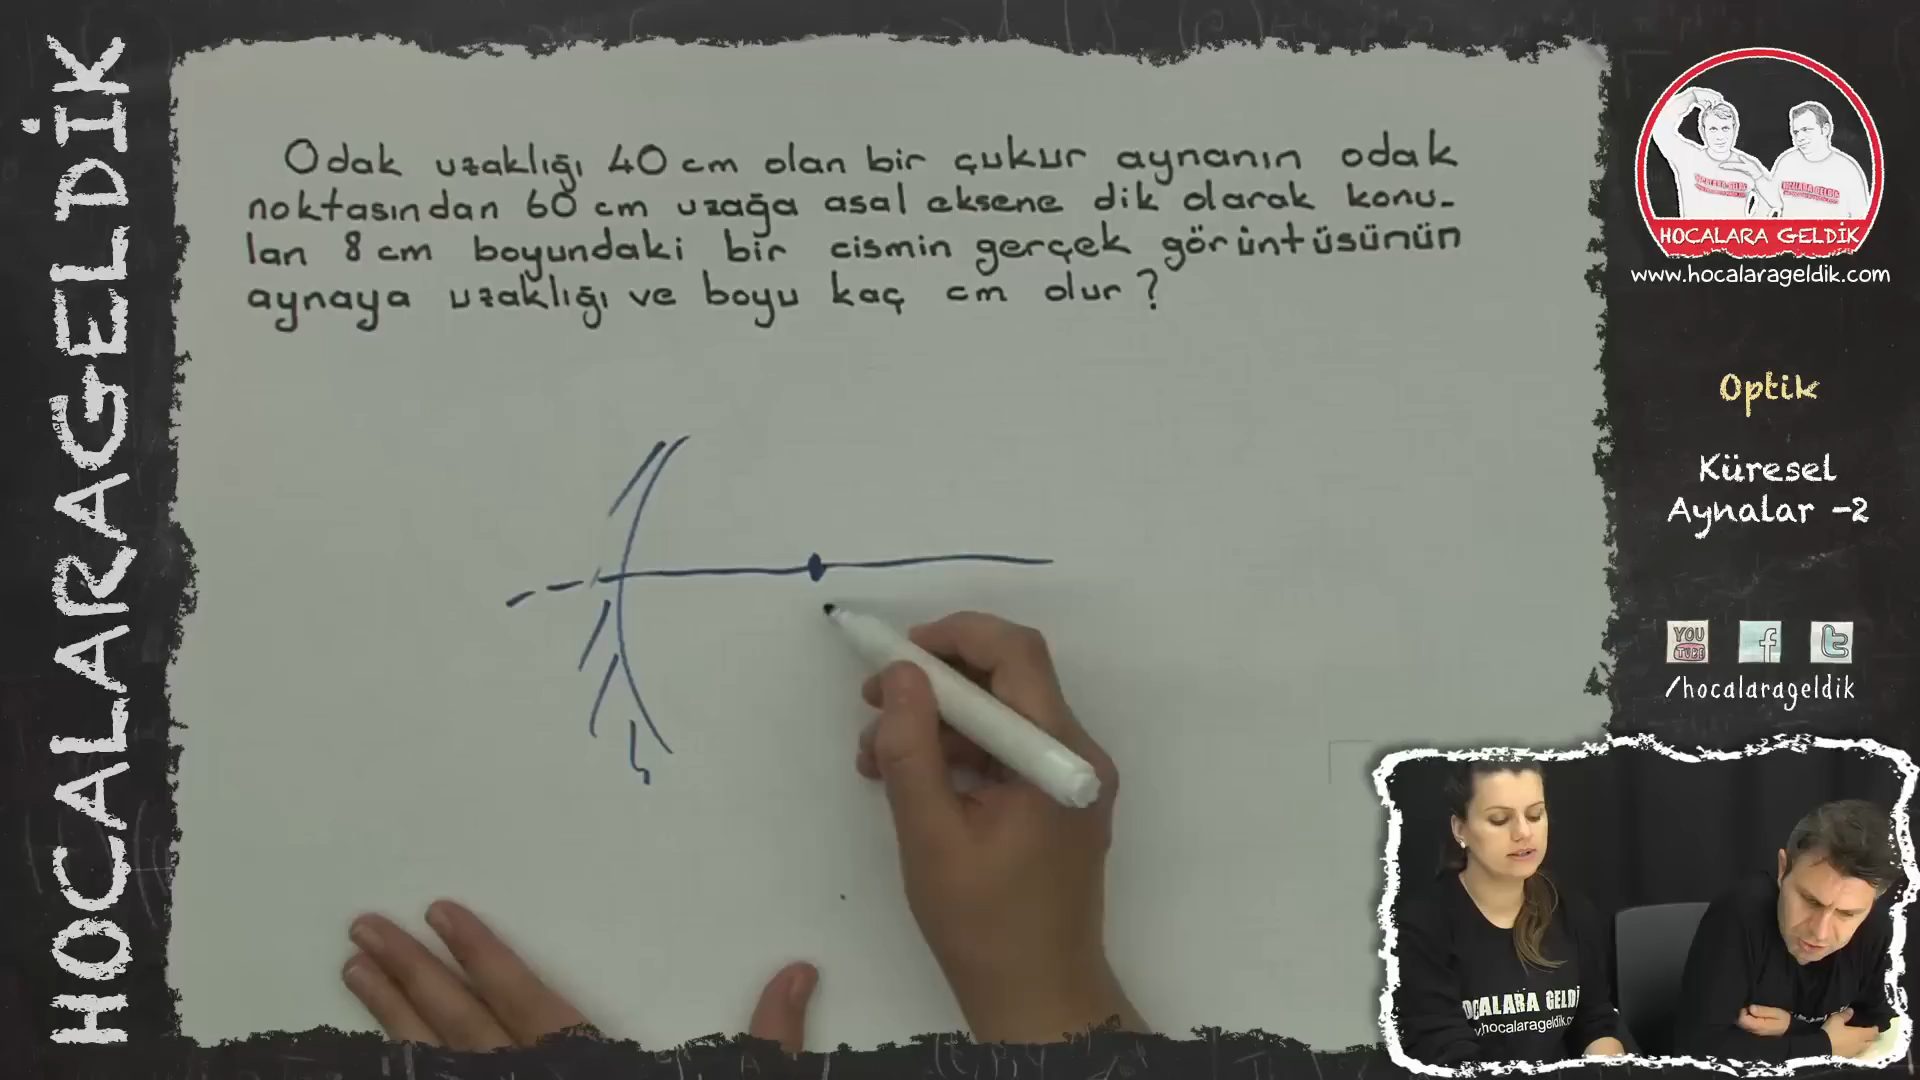 HOCALARAGELDİK
Odak uzaklığı 40 cm olan bir çukur aynanın odak
noktasından 60 cm uzağa asal eksene dik olarak konu-
lan 8 cm boyundaki bir cismin gerçek görüntüsünün
aynaya uzaklığı ve boyu kaç cm olur?
HOCALARA GELDİK
www.hocalarageldik.com
Optik
Küresel
Aynalar -2
YOU
TUBE
/hocalarageldik